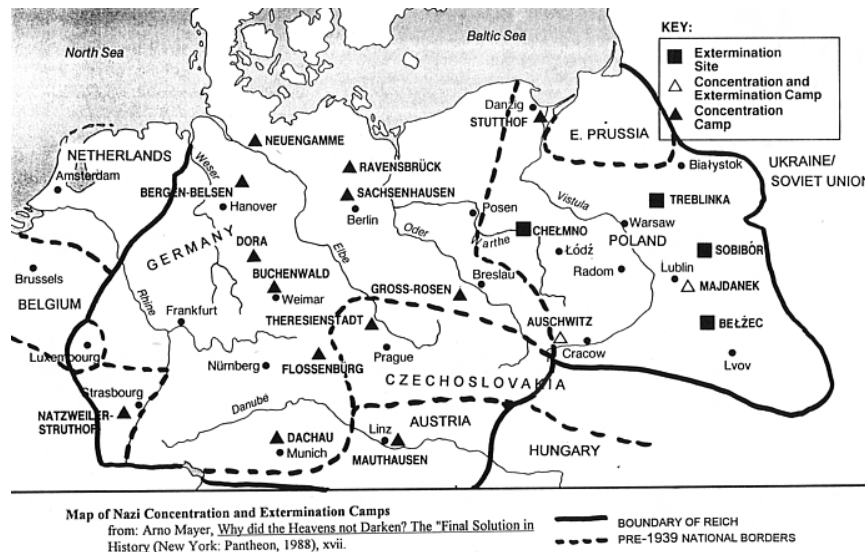 North Sea
Baltic Sea
KEY:
Extermination
Site
Concentration and
Extermination Camp
Concentration
Camp
Danzig
STUTTHOF
E. PRUSSIA
NEUENGAMME
NETHERLANDS
Amsterdam
Weser
RAVENSBRÜCK
Białystok
UKRAINE/
SOVIET UNION
BERGEN-BELSEN
Hanover
SACHSENHAUSEN
Berlin
Posen
Vistula
TREBLINKA
Warsaw
CHEŁMNO
Warthe
POLAND
Oder
Łódź
SOBIBÓR
DORA
GERMANY
Elbe
Brussels
BUCHENWALD
Weimar
Breslau
Radom
Lublin
MAJDANEK
BELGIUM
Rhine
Frankfurt
GROSS-ROSEN
THERESIENSTADT
AUSCHWITZ
BEŁŻEC
Luxembourg
Nürnberg
FLOSSENBÜRG
Prague
Cracow
Lvov
CZECHOSLOVAKIA
Strasbourg
NATZWEILER-
STRUTHOF
Danube
AUSTRIA
DACHAU
Munich
Linz
MAUTHAUSEN
HUNGARY
Map of Nazi Concentration and Extermination Camps
from: Arno Mayer, Why did the Heavens not Darken? The "Final Solution in
History (New York: Pantheon, 1988), xvii.
BOUNDARY OF REICH
PRE-1939 NATIONAL BORDERS